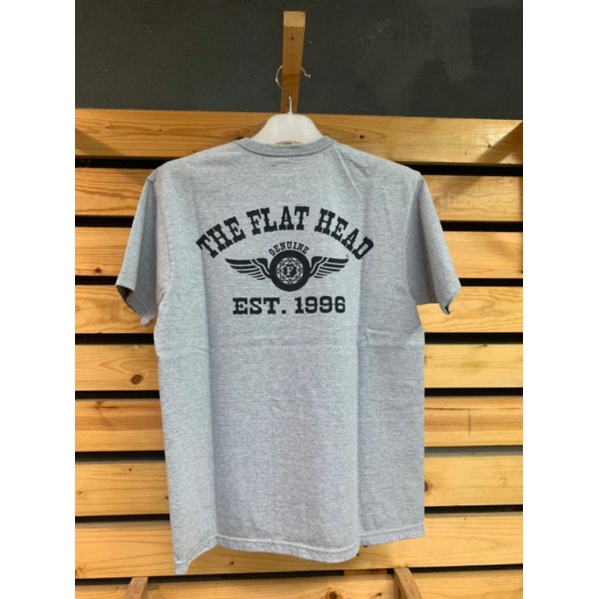 THE FLAT HEAD
GENUINE
F
EST. 1996